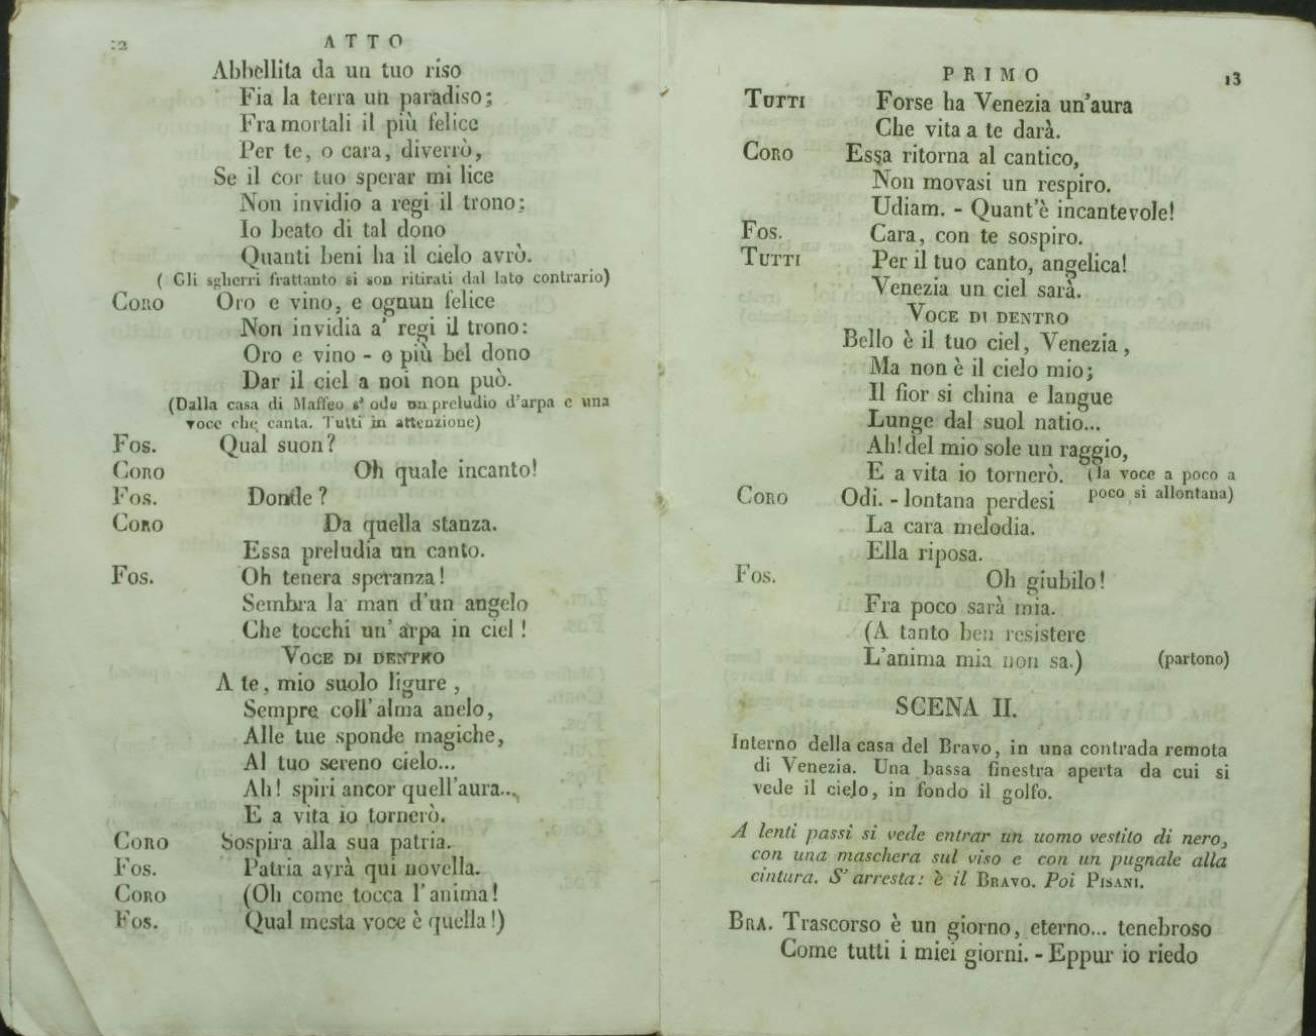 12
ATTO
Abbellita da un tuo riso
Fia la terra un paradiso;
Fra mortali il più felice
Per te, o cara, diverrò,
Se il cor tuo sperar mi lice
Non invidio a regi il trono;
Io beato di tal dono
Quanti beni ha il cielo avrò.
( Gli sgherri frattanto si son ritirati dal lato contrario)
CORO Oro e vino, e ognun felice
Non invidia a' regi il trono:
Oro e vino - o più bel dono
Dar il ciel a noi non può.
(Dalla casa di Maffeo s' ode un preludio d'arpa e una
voce che canta. Tutti in attenzione)
FOS. Qual suon?
CORO Oh quale incanto!
FOS. Donde?
CORO Da quella stanza.
Essa preludia un canto.
FOS. Oh tenera speranza!
Sembra la man d'un angelo
Che tocchi un' arpa in ciel!
VOCE DI DENTRO
A te, mio suolo ligure,
Sempre coll'alma anelo,
Alle tue sponde magiche,
Al tuo sereno cielo...
Ah! spiri ancor quell'aura...
E a vita io tornerò.
CORO Sospira alla sua patria.
FOS. Patria avrà qui novella.
CORO (Oh come tocca l'anima!
FOS. Qual mesta voce è quella!)
PRIMO
13
TUTTI Forse ha Venezia un'aura
Che vita a te darà.
CORO Essa ritorna al cantico,
Non movasi un respiro.
Udiam. - Quant'è incantevole!
FOS. Cara, con te sospiro.
TUTTI Per il tuo canto, angelica!
Venezia un ciel sarà.
VOCE DI DENTRO
Bello è il tuo ciel, Venezia,
Ma non è il cielo mio;
Il fior si china e langue
Lunge dal suol natio...
Ah! del mio sole un raggio,
E a vita io tornerò. (la voce a poco a
poco si allontana)
CORO Odi. - lontana perdesi
La cara melodia.
Ella riposa.
FOS. Oh giubilo!
Fra poco sarà mia.
(A tanto ben resistere
L'anima mia non sa.) (partono)
SCENA II.
Interno della casa del Bravo, in una contrada remota
di Venezia. Una bassa finestra aperta da cui si
vede il cielo, in fondo il golfo.
A lenti passi si vede entrar un uomo vestito di nero,
con una maschera sul viso e con un pugnale alla
cintura. S' arresta: è il BRAVO. Poi PISANI.
BRA. Trascorso è un giorno, eterno... tenebroso
Come tutti i miei giorni. - Eppur io riedo